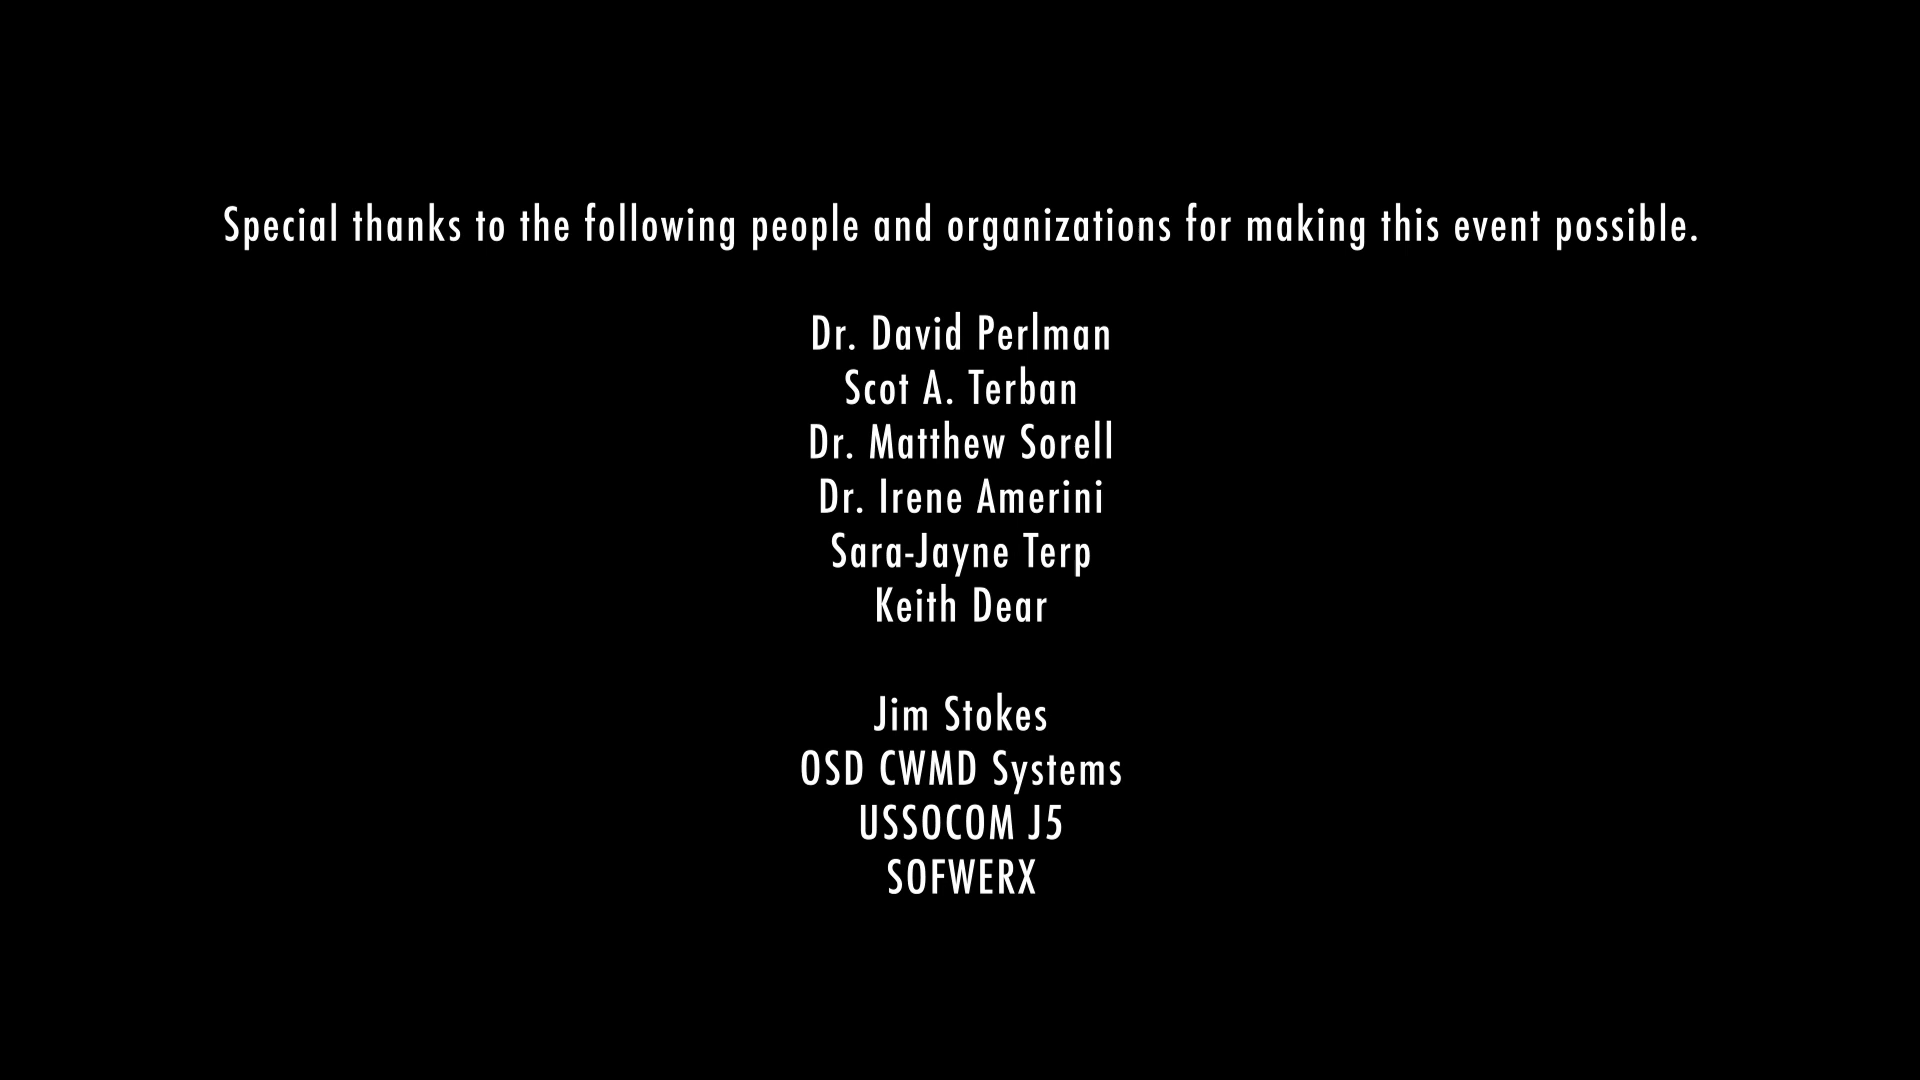 Special thanks to the following people and organizations for making this event possible.
Dr. David Perlman
Scot A. Terban
Dr. Matthew Sorell
Dr. Irene Amerini
Sara-Jayne Terp
Keith Dear
Jim Stokes
OSD CWMD Systems
USSOCOM J5
SOFWERX